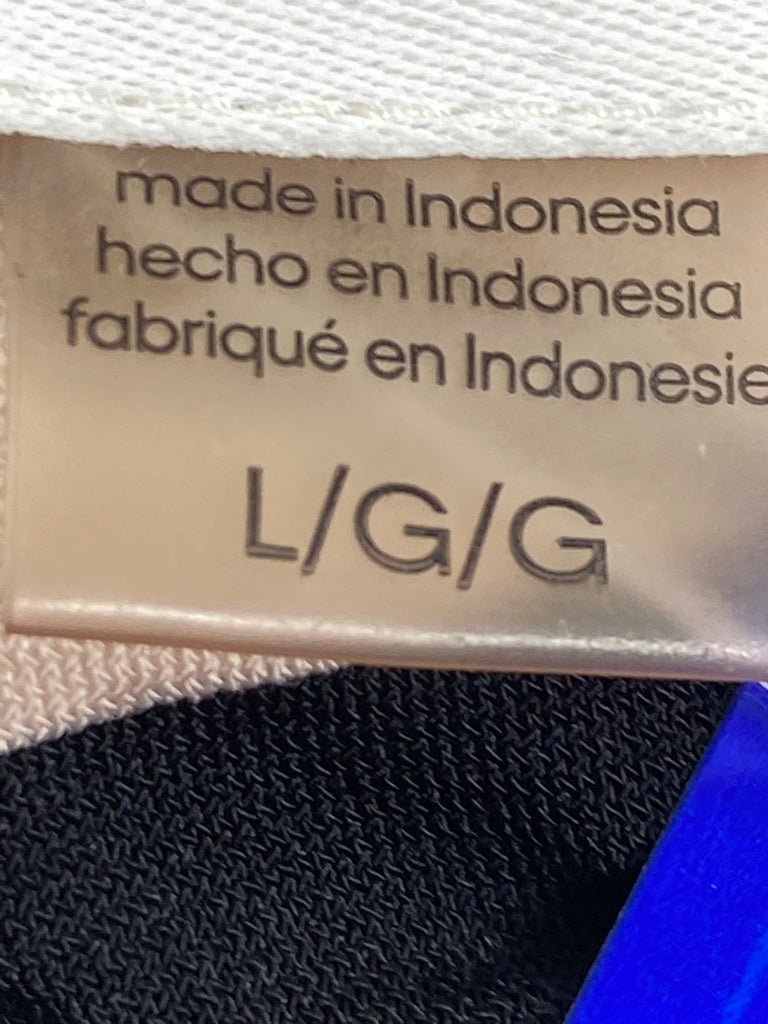 made in Indonesia
hecho en Indonesia
fabriqué en Indonesie
L/G/G